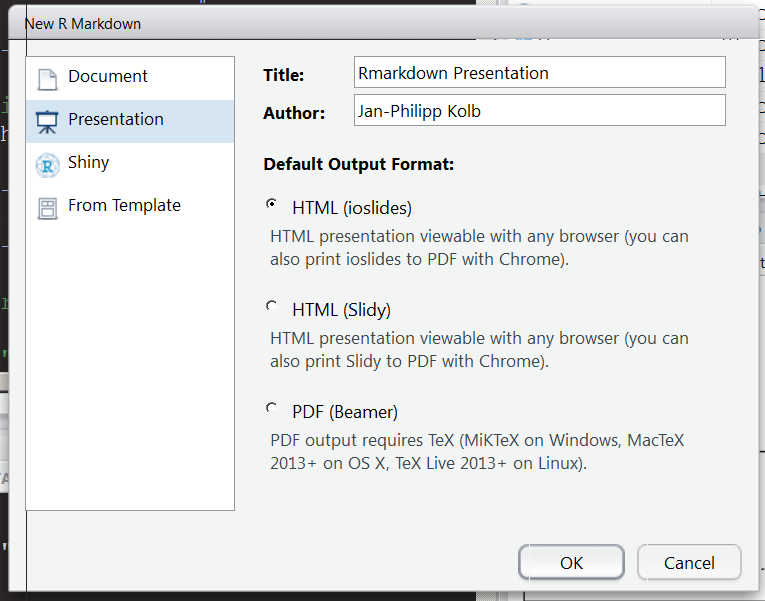 New R Markdown
Document
Presentation
Shiny
From Template
Title:
Rmarkdown Presentation
Author:
Jan-Philipp Kolb
Default Output Format:
HTML (ioslides)
HTML presentation viewable with any browser (you can
also print ioslides to PDF with Chrome).
HTML (Slidy)
HTML presentation viewable with any browser (you can
also print Slidy to PDF with Chrome).
PDF (Beamer)
PDF output requires TeX (MiKTeX on Windows, MacTeX
2013+ on OS X, TeX Live 2013+ on Linux).
OK
Cancel